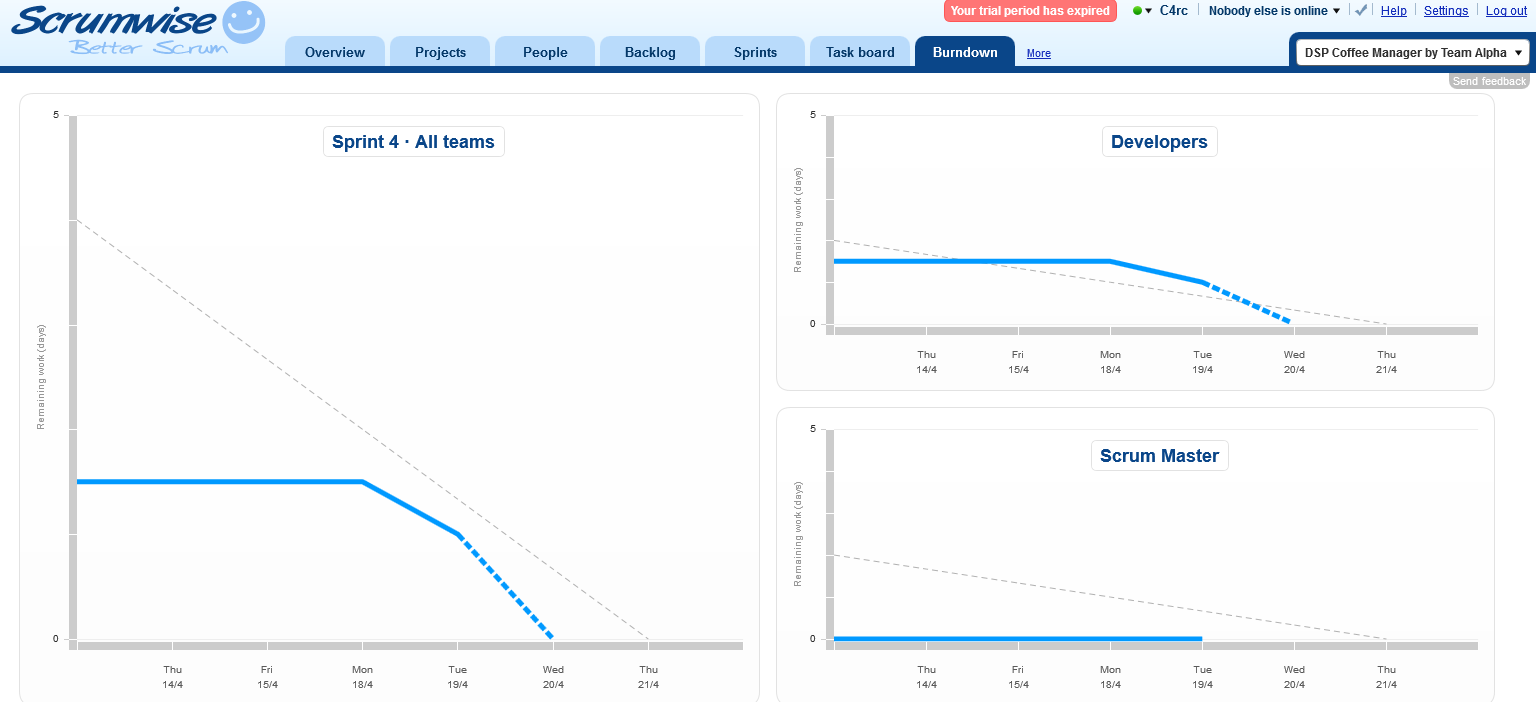 Scrumwise
Better Scrum
Your trial period has expired
C4rc
Nobody else is online
Help
Settings
Log out
Overview
Projects
People
Backlog
Sprints
Task board
Burndown
More
DSP Coffee Manager by Team Alpha
Send feedback
Sprint 4 · All teams
5
Remaining work (days)
0
Thu Fri Mon Tue Wed Thu
14/4 15/4 18/4 19/4 20/4 21/4
Developers
5
Remaining work (days)
0
Thu Fri Mon Tue Wed Thu
14/4 15/4 18/4 19/4 20/4 21/4
Scrum Master
5
Remaining work (days)
0
Thu Fri Mon Tue Wed Thu
14/4 15/4 18/4 19/4 20/4 21/4